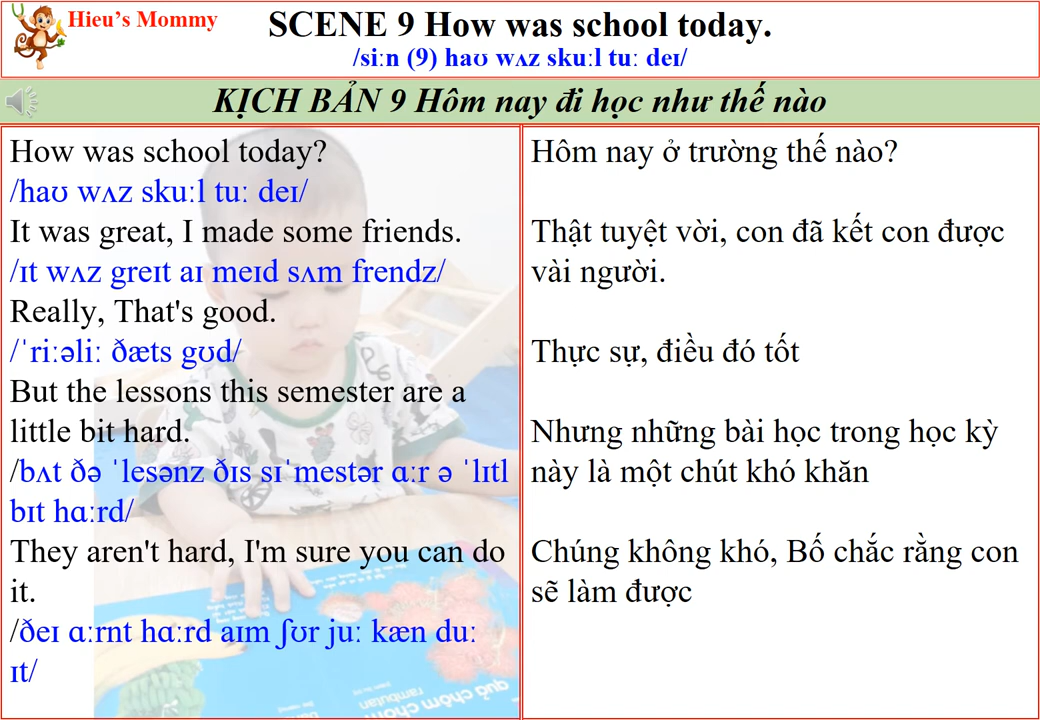 Hieu's Mommy
SCENE 9 How was school today.
/siːn (9) haʊ wʌz skuːl tuː deɪ/
KỊCH BẢN 9 Hôm nay đi học như thế nào
How was school today?
/haʊ wʌz skuːl tuː deɪ/
It was great, I made some friends.
/ɪt wʌz greɪt aɪ meɪd sʌm frendz/
Really, That's good.
/ˈriːəliː ðæts gʊd/
But the lessons this semester are a
little bit hard.
/bʌt ðə ˈlesənz ðɪs sɪˈmestər ɑːr ə ˈlɪtl
bɪt hɑːrd/
They aren't hard, I'm sure you can do
it.
/ðeɪ ɑːrnt hɑːrd aɪm ʃʊr juː kæn duː
ɪt/
Hôm nay ở trường thế nào?
Thật tuyệt vời, con đã kết con được
vài người.
Thực sự, điều đó tốt
Nhưng những bài học trong học kỳ
này là một chút khó khăn
Chúng không khó, Bố chắc rằng con
sẽ làm được
quả chôm chôm
rambutan